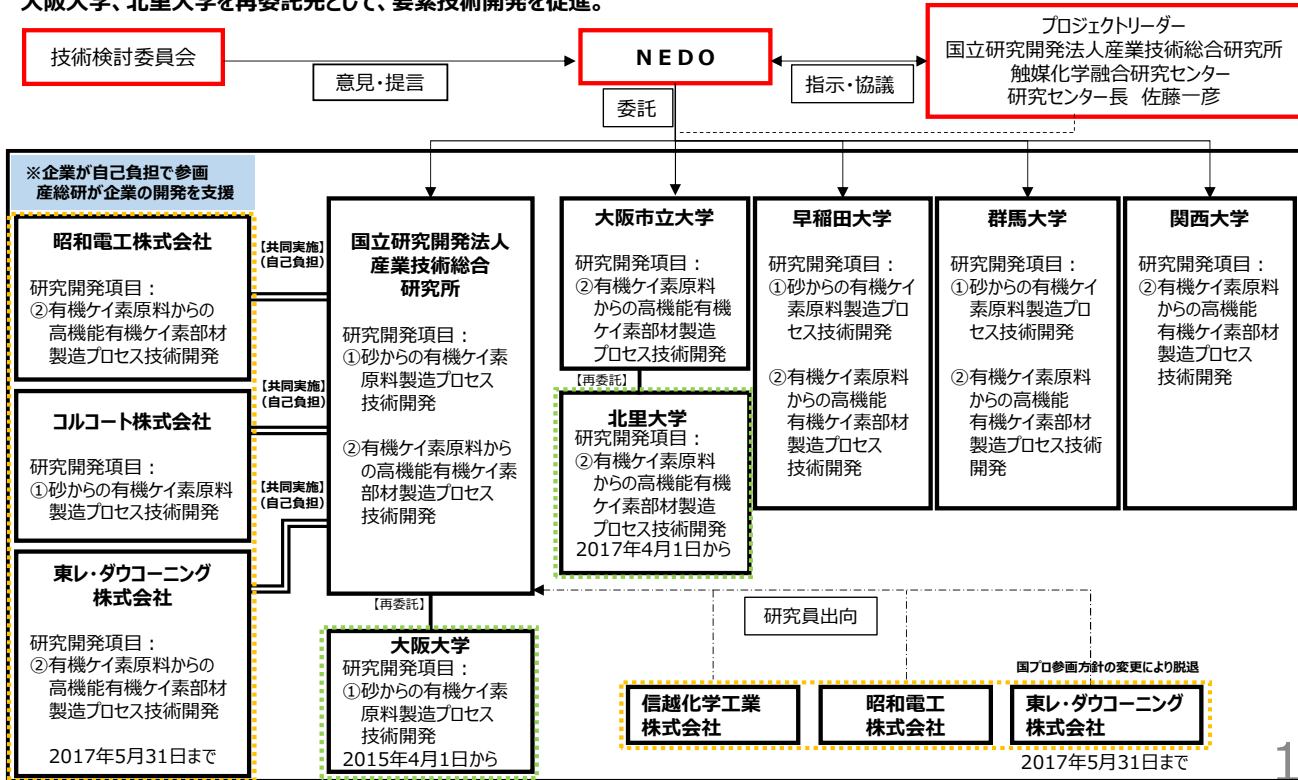 大阪大学、北里大学を再委託先として、要素技術開発を促進。
技術検討委員会
意見・提言
NEDO
指示・協議
プロジェクトリーダー
国立研究開発法人産業技術総合研究所
触媒化学融合研究センター
研究センター長 佐藤一彦
委託
※企業が自己負担で参画
産総研が企業の開発を支援
昭和電工株式会社
研究開発項目：
②有機ケイ素原料からの
高機能有機ケイ素部材
製造プロセス技術開発
【共同実施】
(自己負担)
コルコート株式会社
研究開発項目：
①砂からの有機ケイ素原料
製造プロセス技術開発
【共同実施】
(自己負担)
東レ・ダウコーニング
株式会社
研究開発項目：
②有機ケイ素原料からの
高機能有機ケイ素部材
製造プロセス技術開発
2017年5月31日まで
【共同実施】
(自己負担)
国立研究開発法人
産業技術総合
研究所
研究開発項目：
①砂からの有機ケイ素
原料製造プロセス
技術開発
②有機ケイ素原料から
の高機能有機ケイ素
部材製造プロセス
技術開発
【再委託】
大阪大学
研究開発項目：
①砂からの有機ケイ素
原料製造プロセス
技術開発
2015年4月1日から
大阪市立大学
研究開発項目：
②有機ケイ素原料
からの高機能有機
ケイ素部材製造
プロセス技術開発
【再委託】
北里大学
研究開発項目：
②有機ケイ素原料
からの高機能有機
ケイ素部材製造
プロセス技術開発
2017年4月1日から
早稲田大学
研究開発項目：
①砂からの有機ケイ
素原料製造プロ
セス技術開発
②有機ケイ素原料
からの高機能
有機ケイ素部材
製造プロセス
技術開発
群馬大学
研究開発項目：
①砂からの有機ケイ
素原料製造プロ
セス技術開発
②有機ケイ素原料
からの高機能
有機ケイ素部材
製造プロセス技術
開発
関西大学
研究開発項目：
②有機ケイ素原料
からの高機能
有機ケイ素部材
製造プロセス
技術開発
研究員出向
国プロ参画方針の変更により脱退
信越化学工業
株式会社
昭和電工
株式会社
東レ・ダウコーニング
株式会社
2017年5月31日まで
1